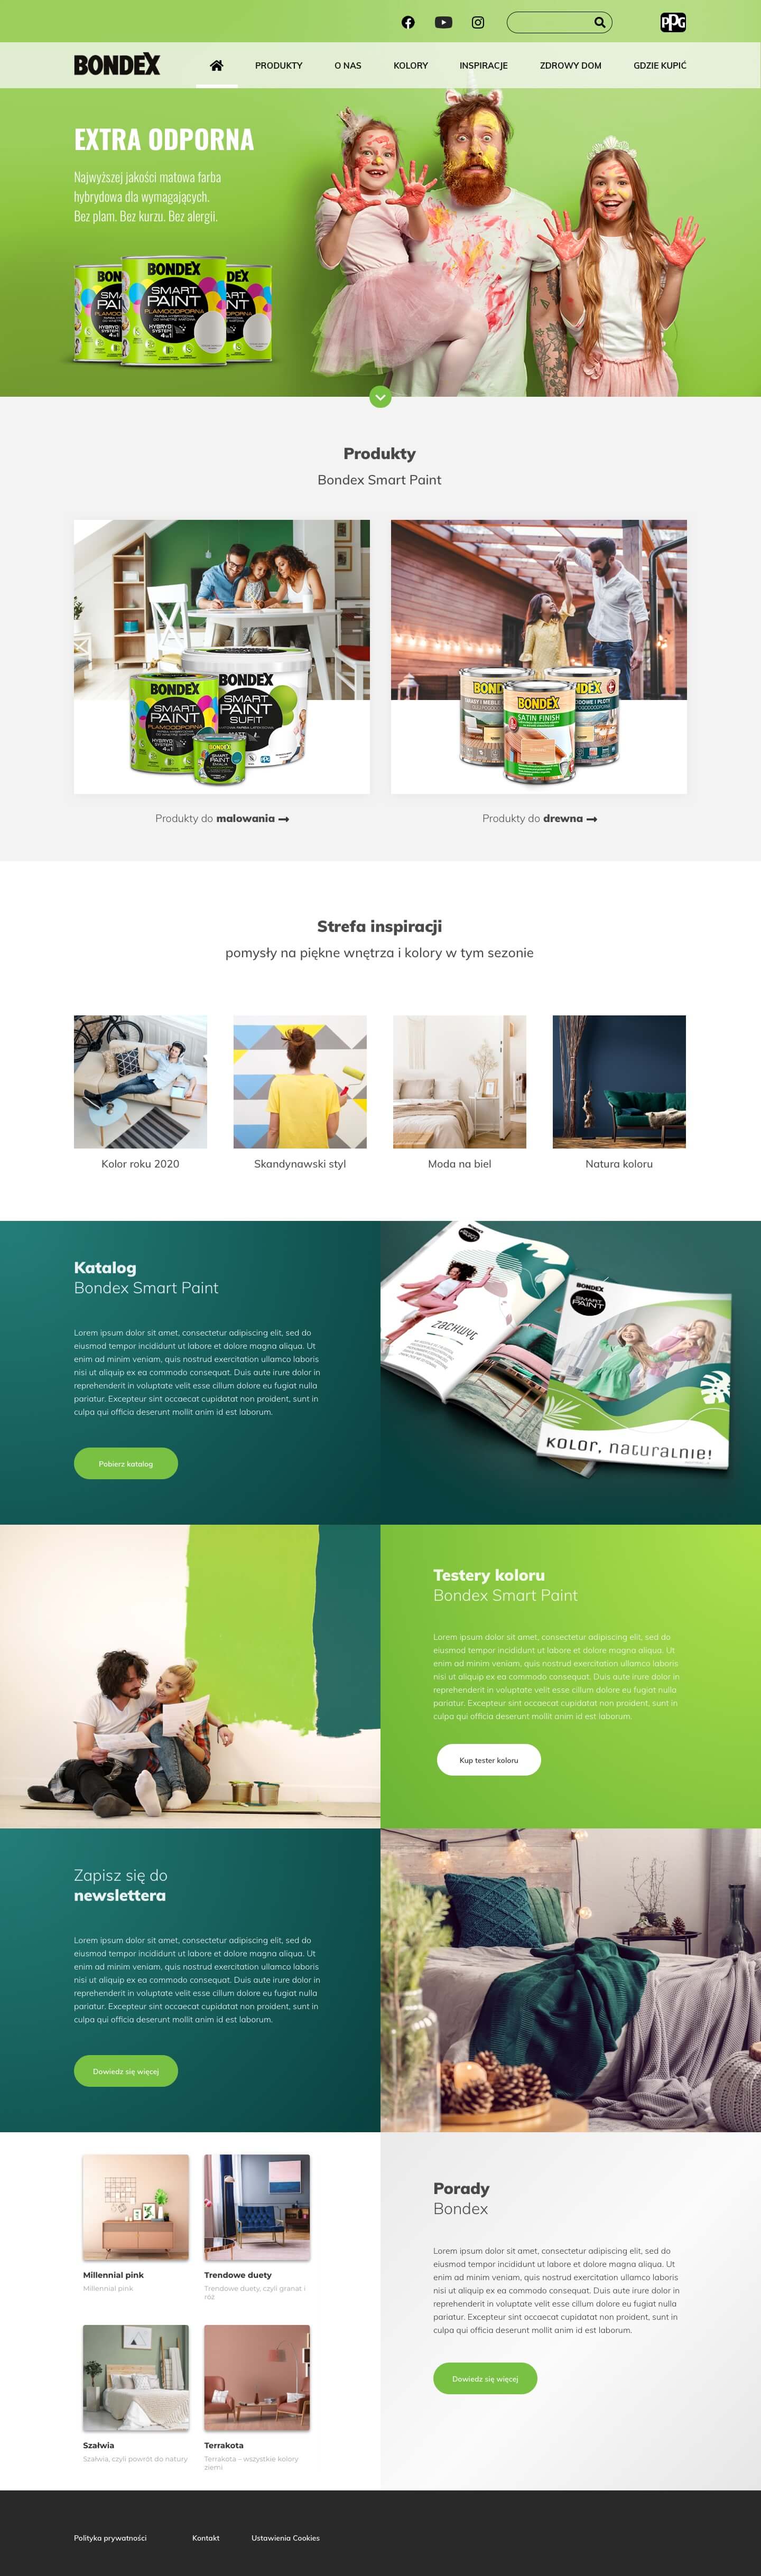 PPG
BONDEX
PRODUKTY
O NAS
KOLORY
INSPIRACJE
ZDROWY DOM
GDZIE KUPIĆ
EXTRA ODPORNA
Najwyższej jakości matowa farba
hybrydowa dla wymagających.
Bez plam. Bez kurzu. Bez alergii.
BONDEX
SMART
PAINT
PLAMOODPORNA
HYBRYD
SYSTEM
4w1
Produkty
Bondex Smart Paint
BONDEX
SMART
PAINT
PLAMOODPORNA
HYBRYD
SYSTEM
4w1
BONDEX
SMART
PAINT
SUFIT
BONDEX
SMART
PAINT
BONDEX
SATIN FINISH
Produkty do malowania
Produkty do drewna
Strefa inspiracji
pomysły na piękne wnętrza i kolory w tym sezonie
Kolor roku 2020
Skandynawski styl
Moda na biel
Natura koloru
Katalog
Bondex Smart Paint
Lorem ipsum dolor sit amet, consectetur adipiscing elit, sed do
eiusmod tempor incididunt ut labore et dolore magna aliqua. Ut
enim ad minim veniam, quis nostrud exercitation ullamco laboris
nisi ut aliquip ex ea commodo consequat. Duis aute irure dolor in
reprehenderit in voluptate velit esse cillum dolore eu fugiat nulla
pariatur. Excepteur sint occaecat cupidatat non proident, sunt in
culpa qui officia deserunt mollit anim id est laborum.
Pobierz katalog
zachwyt
BONDEX
SMART
PAINT
Kolor, naturalnie!
Testery koloru
Bondex Smart Paint
Lorem ipsum dolor sit amet, consectetur adipiscing elit, sed do
eiusmod tempor incididunt ut labore et dolore magna aliqua. Ut
enim ad minim veniam, quis nostrud exercitation ullamco laboris
nisi ut aliquip ex ea commodo consequat. Duis aute irure dolor in
reprehenderit in voluptate velit esse cillum dolore eu fugiat nulla
pariatur. Excepteur sint occaecat cupidatat non proident, sunt in
culpa qui officia deserunt mollit anim id est laborum.
Kup tester koloru
Zapisz się do
newslettera
Lorem ipsum dolor sit amet, consectetur adipiscing elit, sed do
eiusmod tempor incididunt ut labore et dolore magna aliqua. Ut
enim ad minim veniam, quis nostrud exercitation ullamco laboris
nisi ut aliquip ex ea commodo consequat. Duis aute irure dolor in
reprehenderit in voluptate velit esse cillum dolore eu fugiat nulla
pariatur. Excepteur sint occaecat cupidatat non proident, sunt in
culpa qui officia deserunt mollit anim id est laborum.
Dowiedz się więcej
Millennial pink
Millennial pink
Trendowe duety
Trendowe duety, czyli granat i
róż
Szałwia
Szałwia, czyli powrót do natury
Terrakota
Terrakota - wszystkie kolory
ziemi
Porady
Bondex
Lorem ipsum dolor sit amet, consectetur adipiscing elit, sed do
eiusmod tempor incididunt ut labore et dolore magna aliqua. Ut
enim ad minim veniam, quis nostrud exercitation ullamco laboris
nisi ut aliquip ex ea commodo consequat. Duis aute irure dolor in
reprehenderit in voluptate velit esse cillum dolore eu fugiat nulla
pariatur. Excepteur sint occaecat cupidatat non proident, sunt in
culpa qui officia deserunt mollit anim id est laborum.
Dowiedz się więcej
Polityka prywatności
Kontakt
Ustawienia Cookies